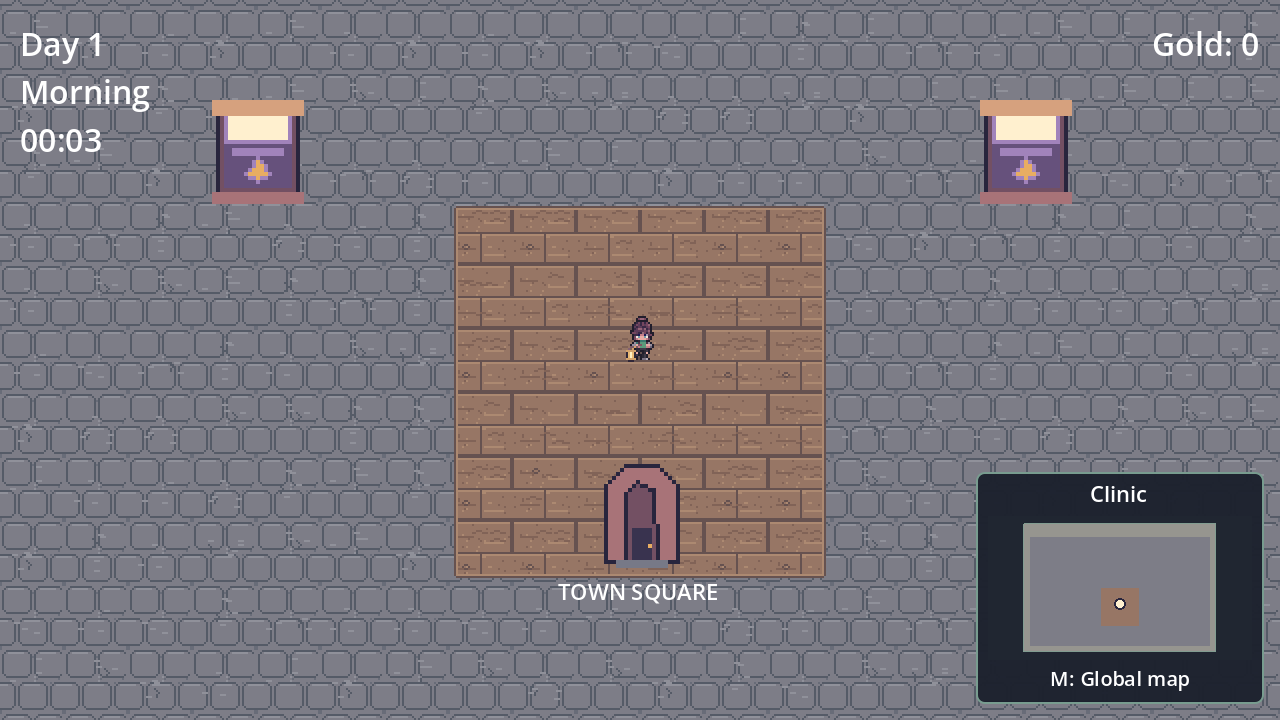 Day 1
Morning
00:03
Gold: 0
TOWN SQUARE
Clinic
M: Global map